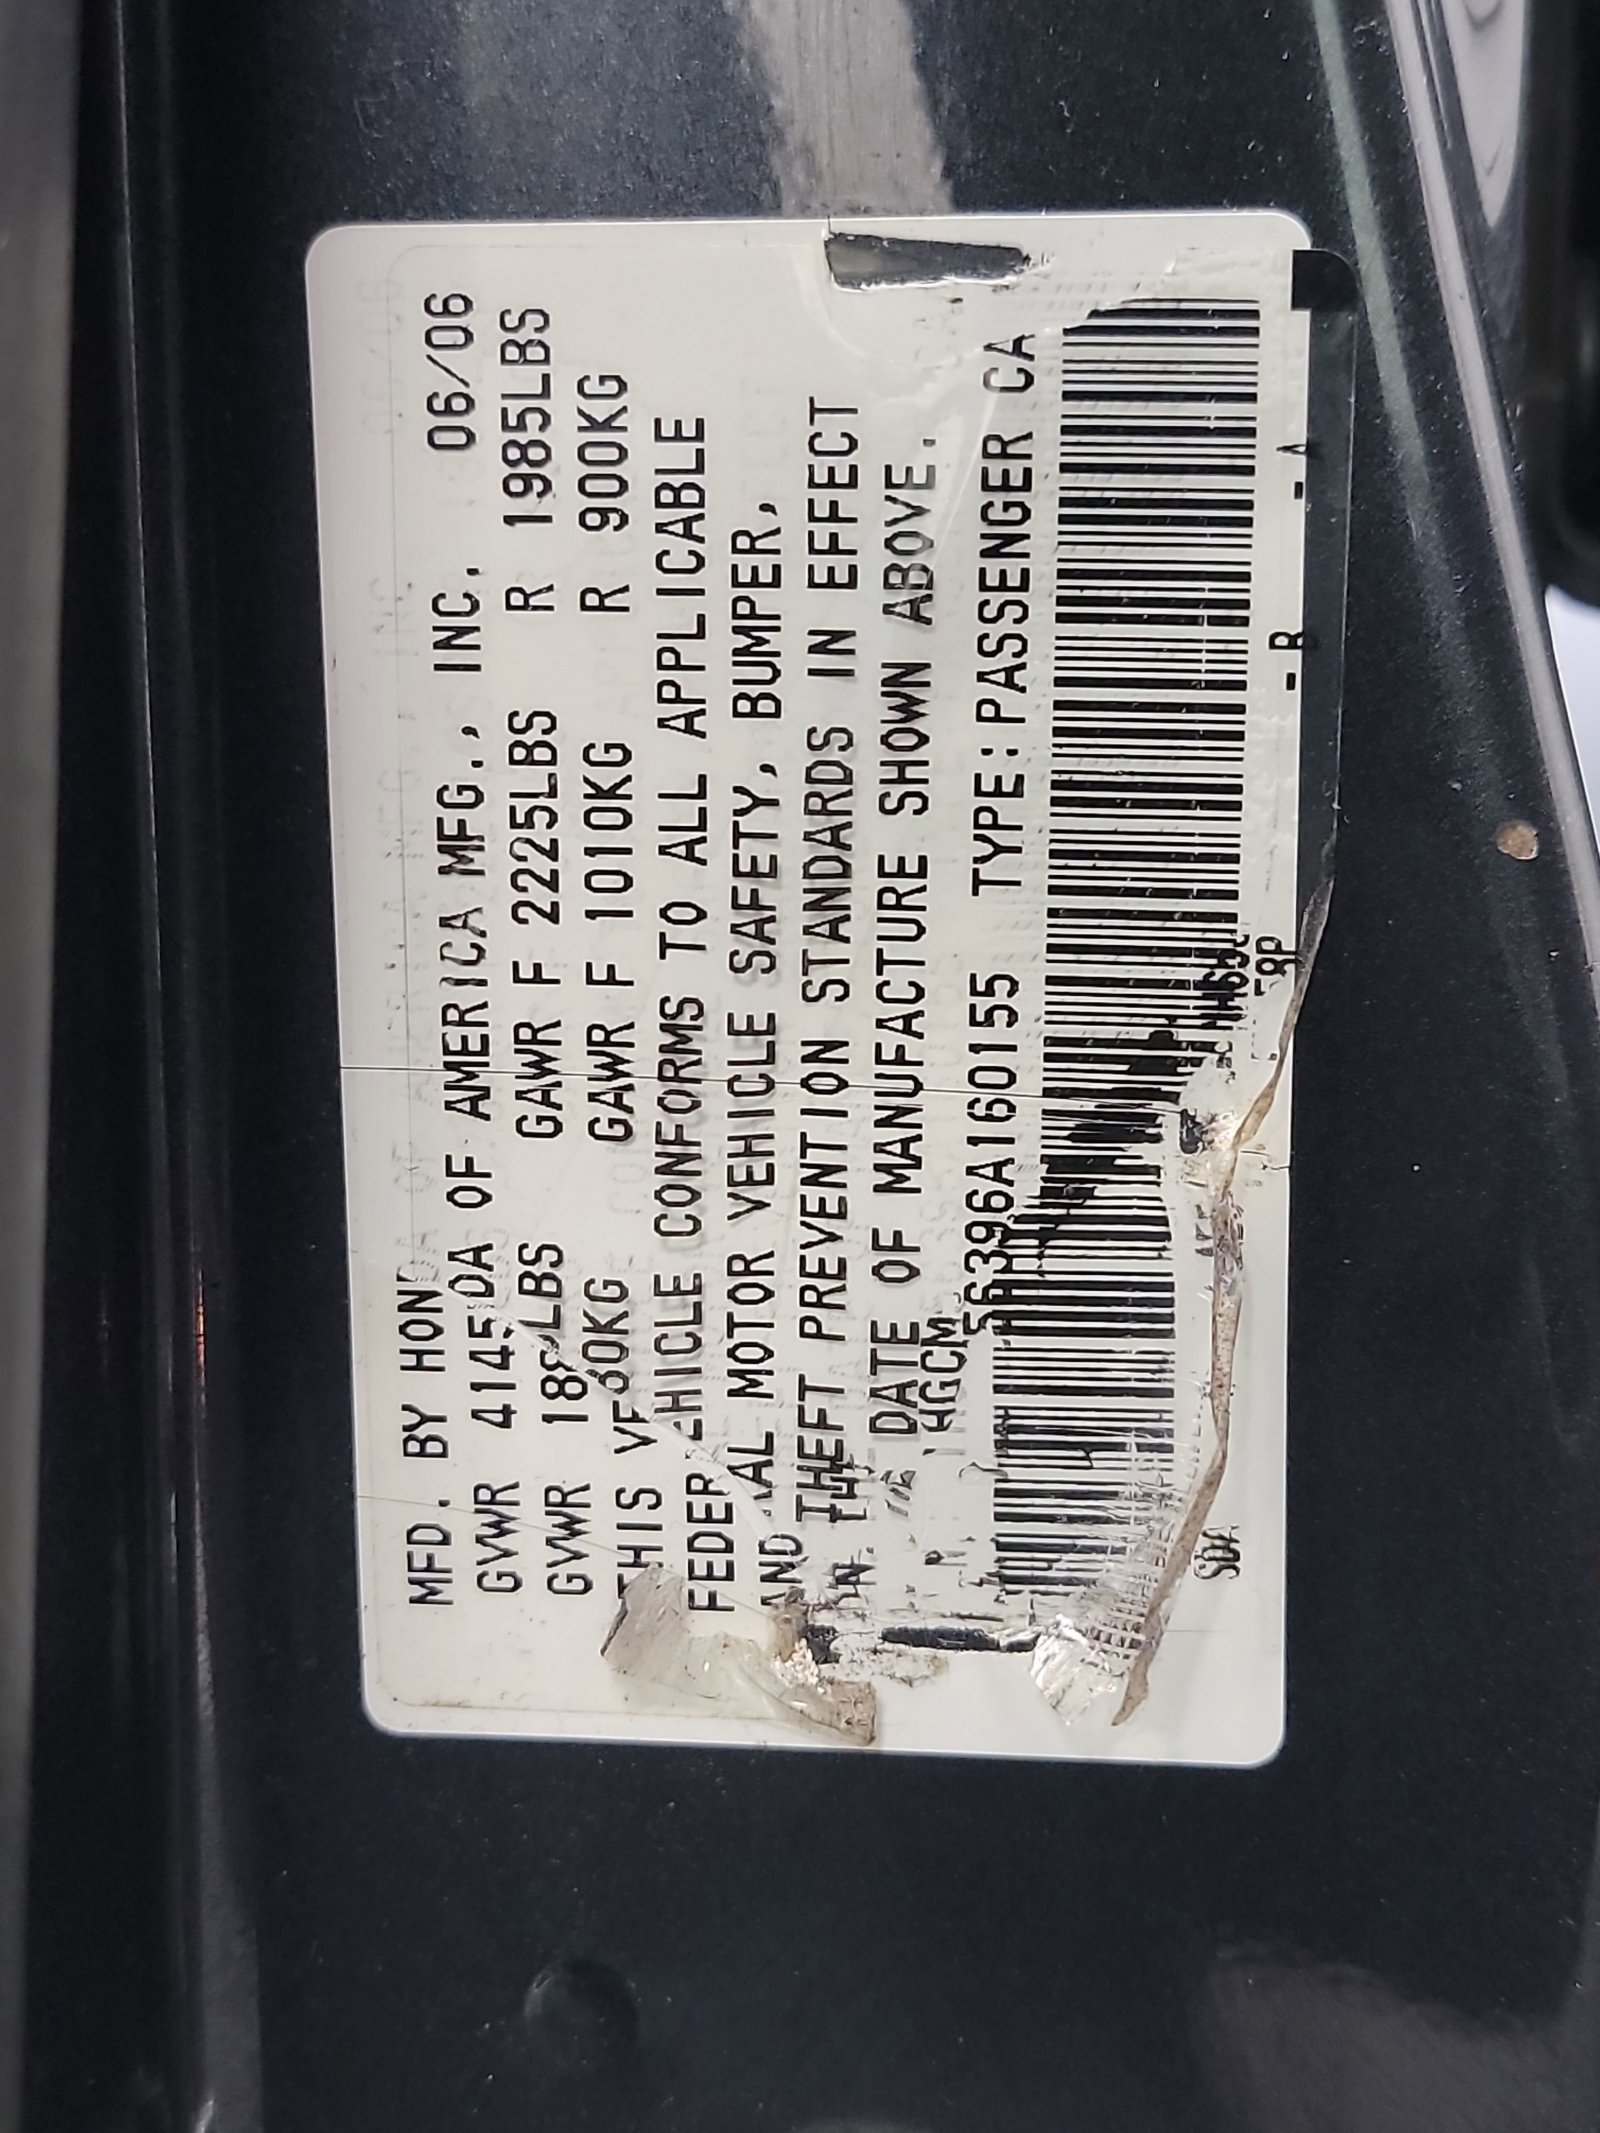 MFD. BY HONDA OF AMERICA MFG., INC. 06/06
GVWR 4145LBS GAWR F 2225LBS R 1985LBS
GVWR 1880KG GAWR F 1010KG R 900KG
THIS VEHICLE CONFORMS TO ALL APPLICABLE
FEDERAL MOTOR VEHICLE SAFETY, BUMPER,
AND THEFT PREVENTION STANDARDS IN EFFECT
ON THE DATE OF MANUFACTURE SHOWN ABOVE.
1HGCM56396A160155 TYPE:PASSENGER CA
- B - A
SDA